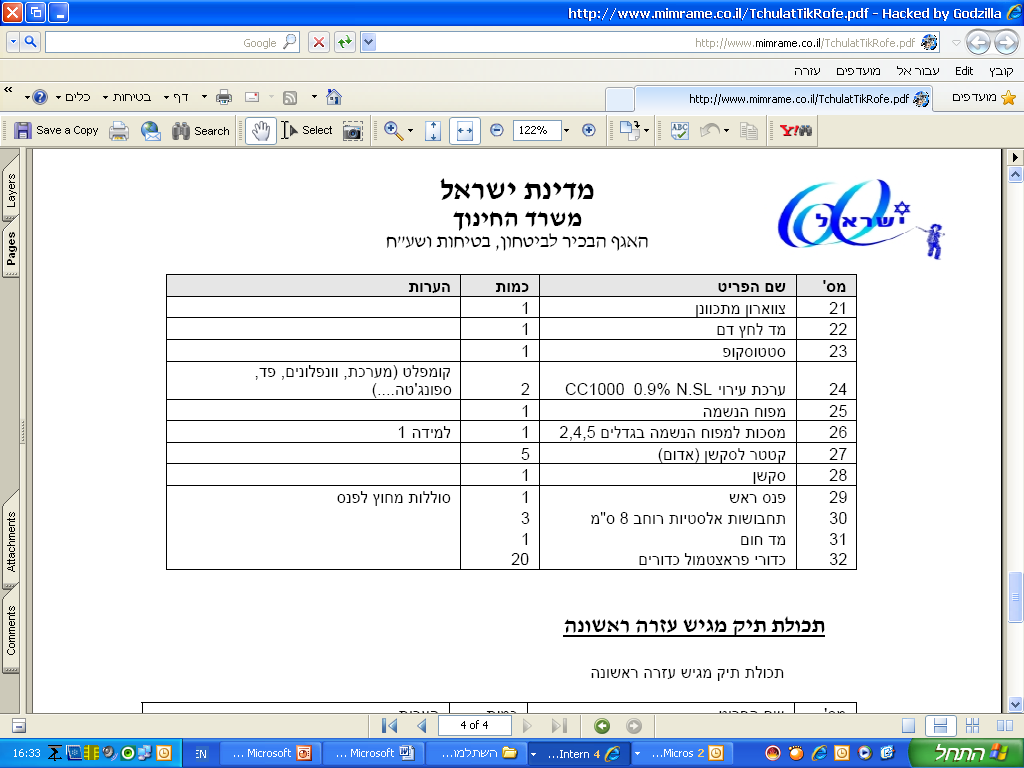 http://www.mimrame.co.il/TchulatTikRofe.pdf - Hacked by Godzilla
http://www.mimrame.co.il/TchulatTikRofe.pdf
Google
קובץ Edit עבור אל מועדפים עזרה
מועדפים
http://www.mimrame.co.il/TchulatTikRofe.pdf
דף בטיחות כלים
Save a Copy Search Select 122% Y!
Layers
Pages
Attachments
Comments
ישראל
60
מדינת ישראל
משרד החינוך
האגף הבכיר לביטחון, בטיחות ושע״ח
מס' שם הפריט כמות הערות
21 צווארון מתכוונן 1
22 מד לחץ דם 1
23 סטטוסקופ 1
24 ערכת עירוי CC1000 0.9% N.SL 2 קומפלט (מערכת, וונפלונים, פד,
ספונג'טה....)
25 מפוח הנשמה 1
26 מסכות למפוח הנשמה בגדלים 2,4,5 1 למידה 1
27 קטטר לסקשן (אדום) 5
28 סקשן 1
29 פנס ראש 1 סוללות מחוץ לפנס
30 תחבושות אלסטיות רוחב 8 ס"מ 3
31 מד חום 1
32 כדורי פראצטמול כדורים 20
תכולת תיק מגיש עזרה ראשונה
תכולת תיק מגיש עזרה ראשונה
מס' שם הפריט כמות הערות
4 of 4
התחל
2 Micros...
4 Intern...
השתלמו...
Microsoft ...
Microsoft ...
EN
16:33